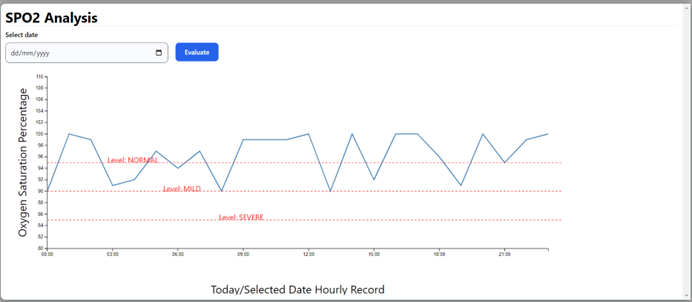 SPO2 Analysis
Select date
dd/mm/yyyy
Evaluate
Oxygen Saturation Percentage
110
108
106
104
102
100
98
96
94
92
90
88
86
84
82
80
Level: NORMAL
Level: MILD
Level: SEVERE
00:00 03:00 06:00 09:00 12:00 15:00 18:00 21:00
Today/Selected Date Hourly Record